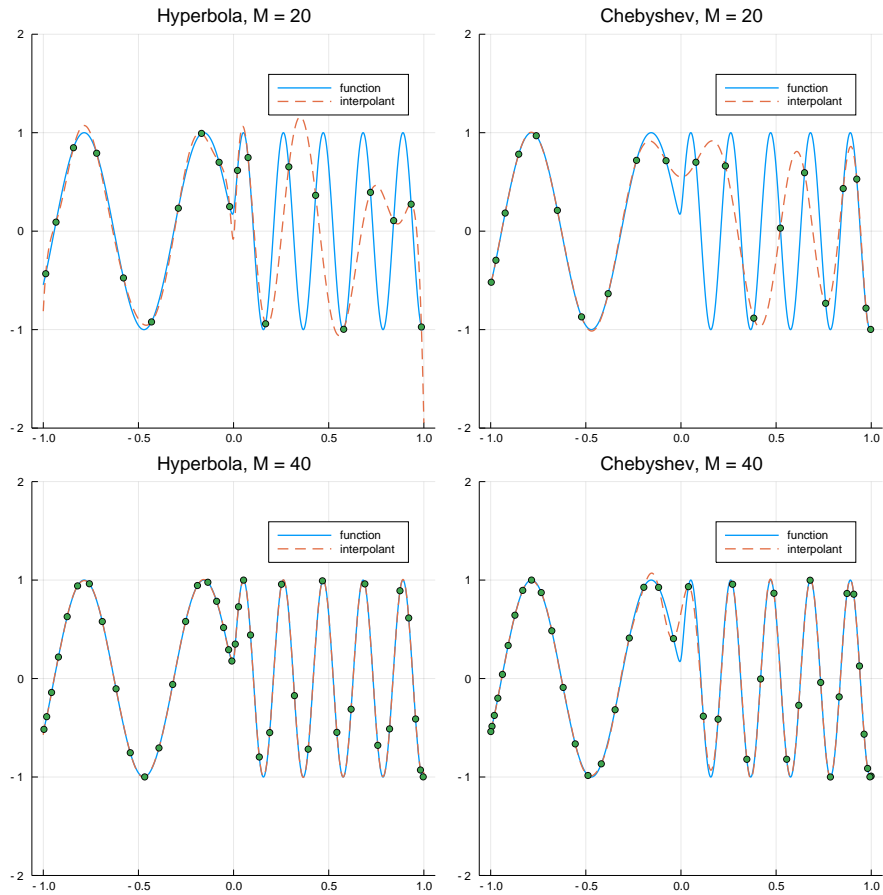 Hyperbola, M = 20
Chebyshev, M = 20
2
function
interpolant
1
0
-1
-2
-1.0 -0.5 0.0 0.5 1.0
2
function
interpolant
1
0
-1
-2
-1.0 -0.5 0.0 0.5 1.0
Hyperbola, M = 40
Chebyshev, M = 40
2
function
interpolant
1
0
-1
-2
-1.0 -0.5 0.0 0.5 1.0
2
function
interpolant
1
0
-1
-2
-1.0 -0.5 0.0 0.5 1.0